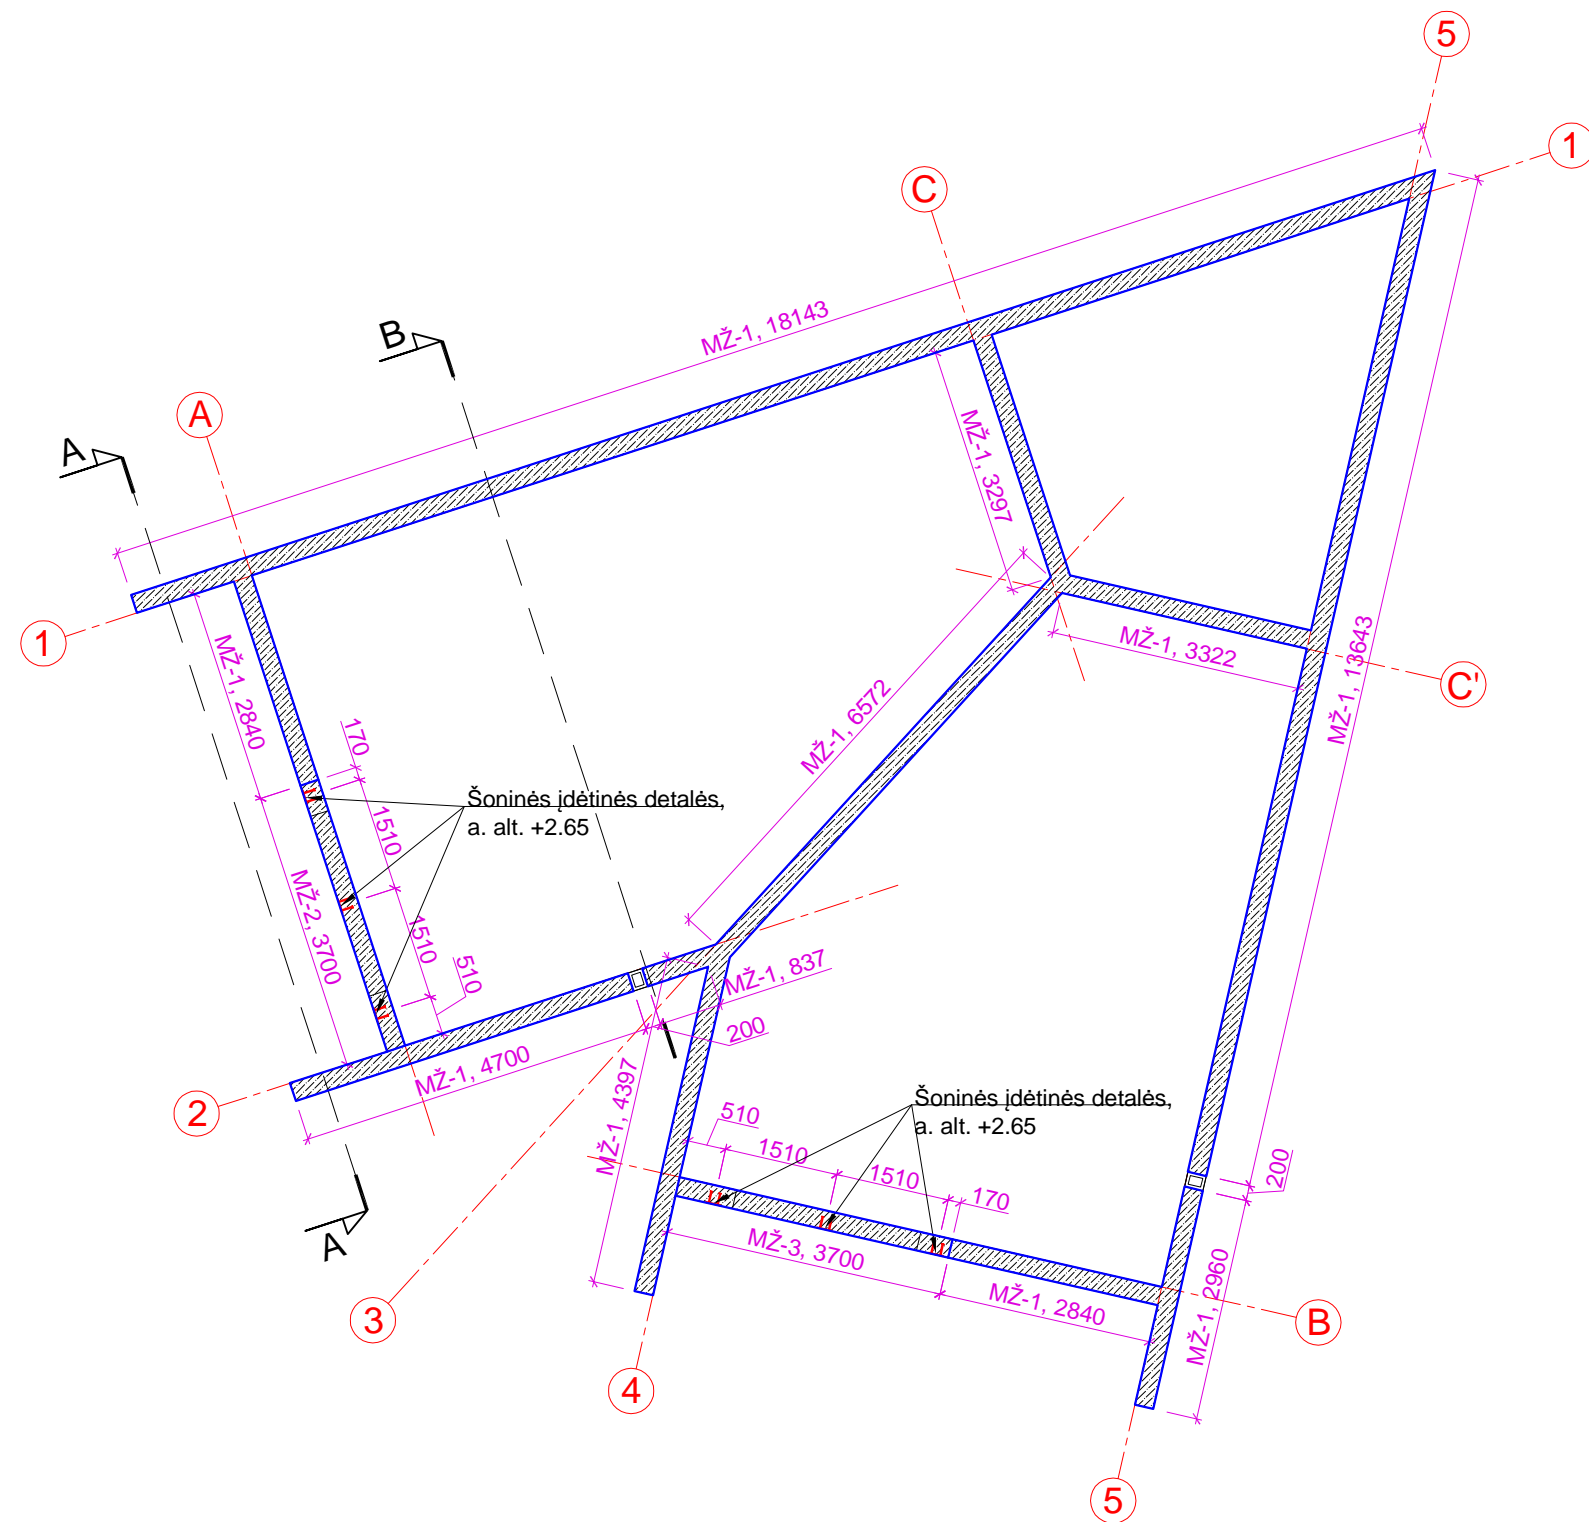 5
1
C
MŽ-1, 18143
B
A
A
MŽ-1, 3297
1
MŽ-1, 13643
MŽ-1, 3322
C'
MŽ-1, 2840
MŽ-1, 6572
170
Šoninės įdėtinės detalės,
a. alt. +2.65
1510
MŽ-2, 3700
1510
510
MŽ-1, 837
200
MŽ-1, 4700
2
MŽ-1, 4397
Šoninės įdėtinės detalės,
a. alt. +2.65
510
1510
1510
170
200
A
MŽ-3, 3700
MŽ-1, 2840
MŽ-1, 2960
3
B
4
5